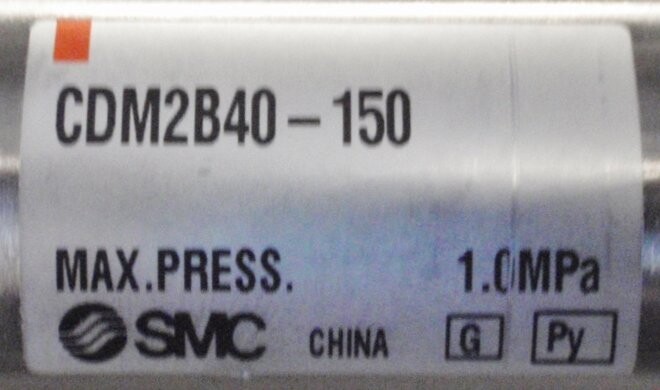 CDM2B40-150
MAX.PRESS. 1.0MPa
SMC CHINA G Py